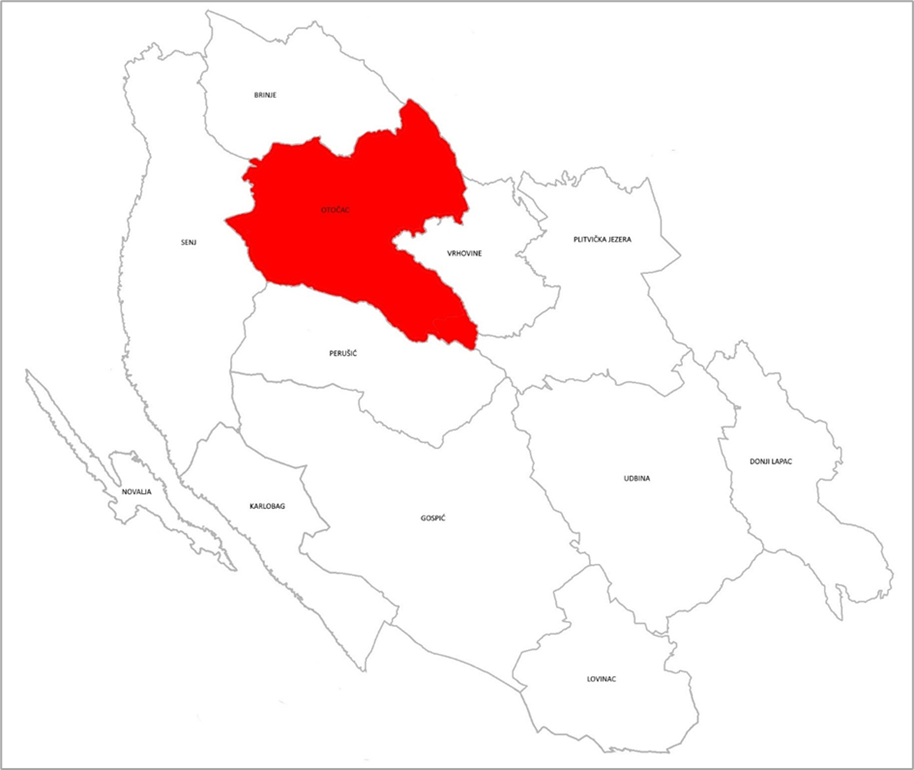 BRINJE
OTOČAC
SENJ
VRHOVINE
PLITVIČKA JEZERA
PERUŠIĆ
NOVALJA
KARLOBAG
GOSPIĆ
UDBINA
DONJI LAPAC
LOVINAC